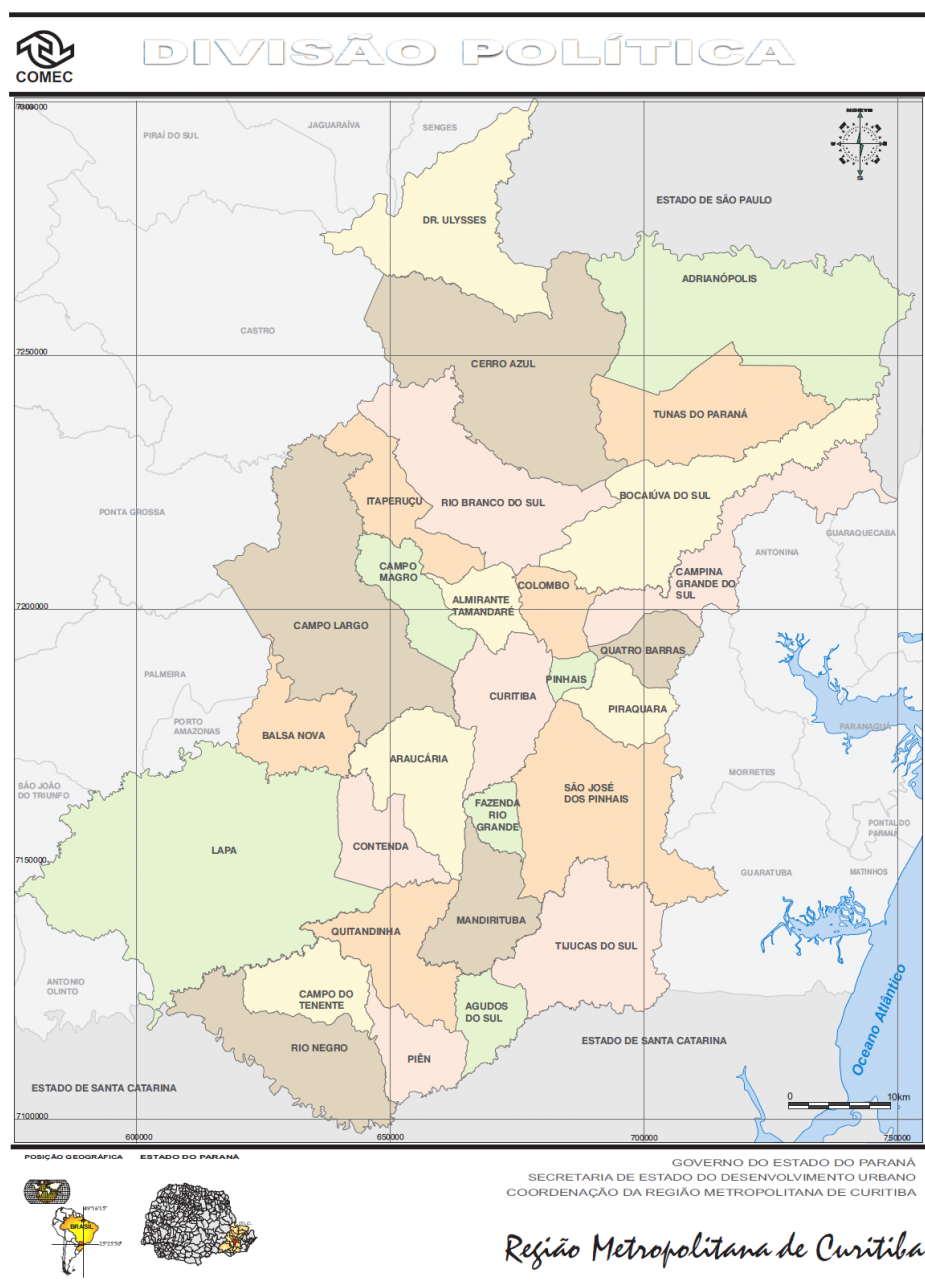 COMEC
DIVISÃO POLÍTICA
NORTE
S
JAGUARAÍVA
SENGES
PIRAÍ DO SUL
ESTADO DE SÃO PAULO
DR. ULYSSES
ADRIANÓPOLIS
CASTRO
7250000
CERRO AZUL
TUNAS DO PARANÁ
BOCAIÚVA DO SUL
ITAPERUÇU
RIO BRANCO DO SUL
PONTA GROSSA
GUARAQUECABA
ANTONINA
CAMPO
MAGRO
CAMPINA
GRANDE DO
SUL
COLOMBO
ALMIRANTE
TAMANDARÉ
7200000
CAMPO LARGO
QUATRO BARRAS
PALMEIRA
PINHAIS
CURITIBA
PIRAQUARA
PORTO
AMAZONAS
PARANAGUÁ
BALSA NOVA
ARAUCÁRIA
MORRETES
SÃO JOÃO
DO TRIUNFO
SÃO JOSÉ
DOS PINHAIS
FAZENDA
RIO
GRANDE
PONTAL DO
PARANÁ
CONTENDA
LAPA
7150000
GUARATUBA
MATINHOS
MANDIRITUBA
QUITANDINHA
TIJUCAS DO SUL
ANTONIO
OLINTO
CAMPO DO
TENENTE
AGUDOS
DO SUL
Oceano Atlântico
RIO NEGRO
PIÊN
ESTADO DE SANTA CATARINA
ESTADO DE SANTA CATARINA
0 10km
7100000
600000 650000 700000 750000
POSIÇÃO GEOGRÁFICA ESTADO DO PARANÁ
BRASIL
GOVERNO DO ESTADO DO PARANÁ
SECRETARIA DE ESTADO DO DESENVOLVIMENTO URBANO
COORDENAÇÃO DA REGIÃO METROPOLITANA DE CURITIBA
Região Metropolitana de Curitiba